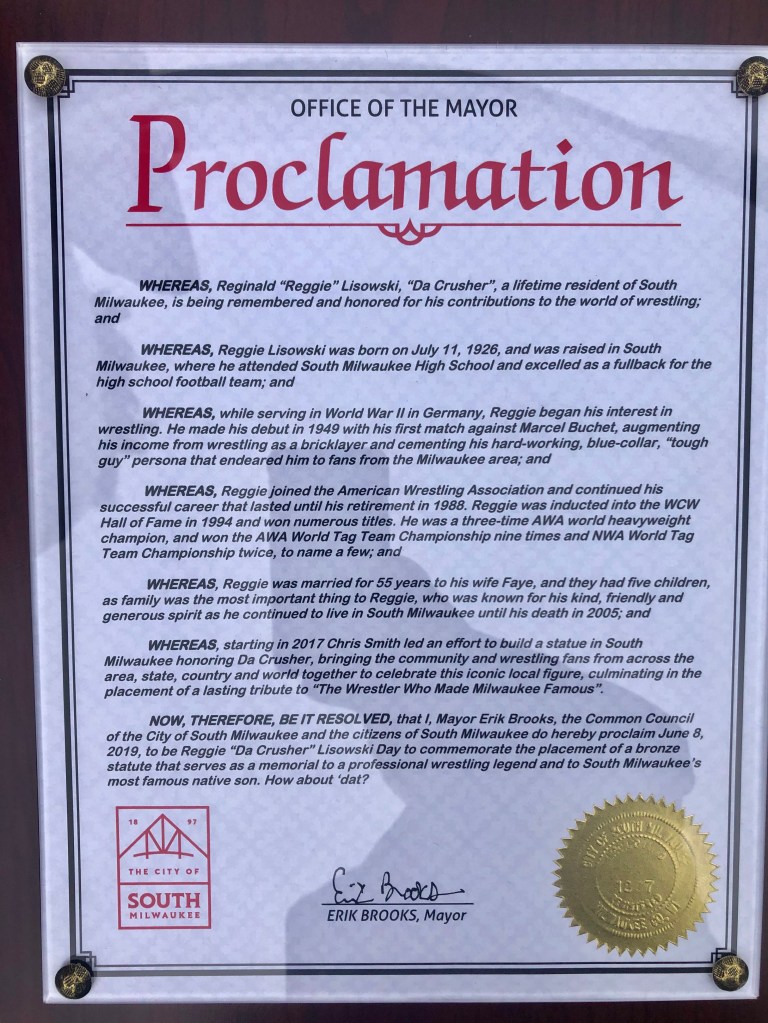 OFFICE OF THE MAYOR
Proclamation
WHEREAS, Reginald “Reggie” Lisowski, “Da Crusher”, a lifetime resident of South
Milwaukee, is being remembered and honored for his contributions to the world of wrestling;
and
WHEREAS, Reggie Lisowski was born on July 11, 1926, and was raised in South
Milwaukee, where he attended South Milwaukee High School and excelled as a fullback for the
high school football team; and
WHEREAS, while serving in World War II in Germany, Reggie began his interest in
wrestling. He made his debut in 1949 with his first match against Marcel Buchet, augmenting
his income from wrestling as a bricklayer and cementing his hard-working, blue-collar, “tough
guy” persona that endeared him to fans from the Milwaukee area; and
WHEREAS, Reggie joined the American Wrestling Association and continued his
successful career that lasted until his retirement in 1988. Reggie was inducted into the WCW
Hall of Fame in 1994 and won numerous titles. He was a three-time AWA world heavyweight
champion, and won the AWA World Tag Team Championship nine times and NWA World Tag
Team Championship twice, to name a few; and
WHEREAS, Reggie was married for 55 years to his wife Faye, and they had five children,
as family was the most important thing to Reggie, who was known for his kind, friendly and
generous spirit as he continued to live in South Milwaukee until his death in 2005; and
WHEREAS, starting in 2017 Chris Smith led an effort to build a statue in South
Milwaukee honoring Da Crusher, bringing the community and wrestling fans from across the
area, state, country and world together to celebrate this iconic local figure, culminating in the
placement of a lasting tribute to “The Wrestler Who Made Milwaukee Famous”.
NOW, THEREFORE, BE IT RESOLVED, that I, Mayor Erik Brooks, the Common Council
of the City of South Milwaukee and the citizens of South Milwaukee do hereby proclaim June 8,
2019, to be Reggie “Da Crusher” Lisowski Day to commemorate the placement of a bronze
statute that serves as a memorial to a professional wrestling legend and to South Milwaukee’s
most famous native son. How about ‘dat?
18 97
THE CITY OF
SOUTH
MILWAUKEE
Erik Brooks
ERIK BROOKS, Mayor
CITY OF SOUTH MILWAUKEE
1897